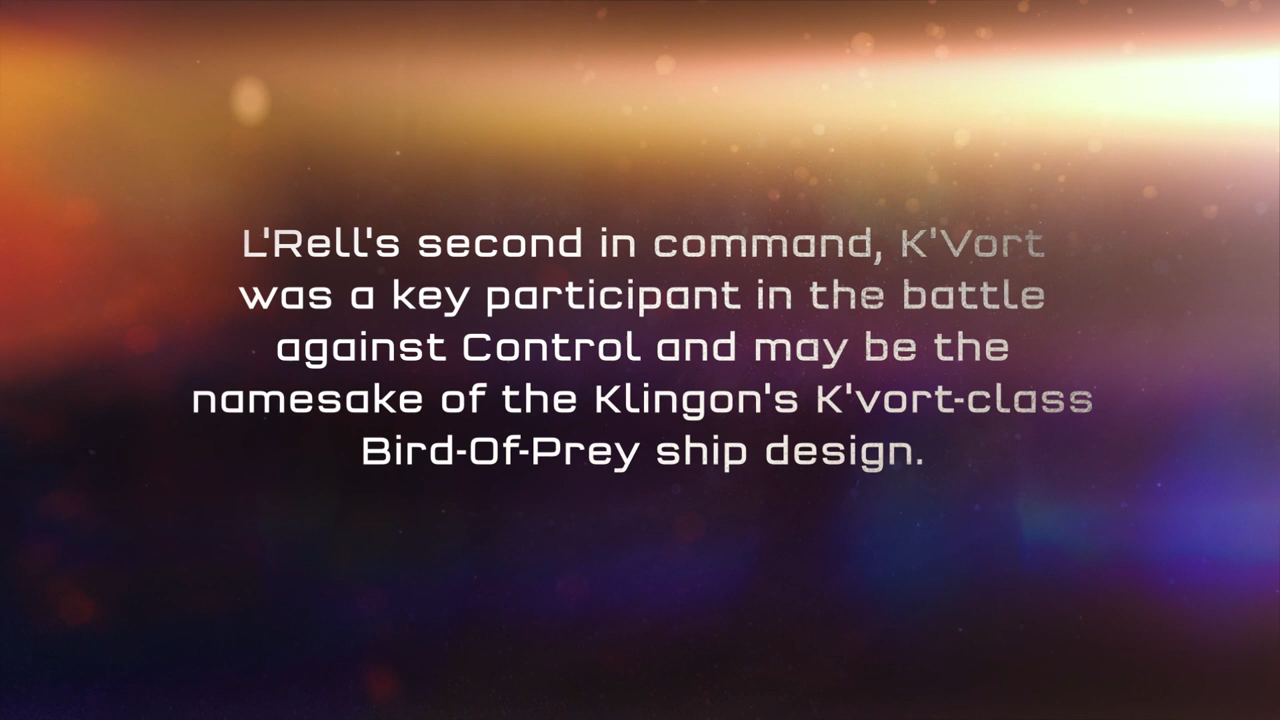 L'Rell's second in command, K'Vort
was a key participant in the battle
against Control and may be the
namesake of the Klingon's K'vort-class
Bird-Of-Prey ship design.